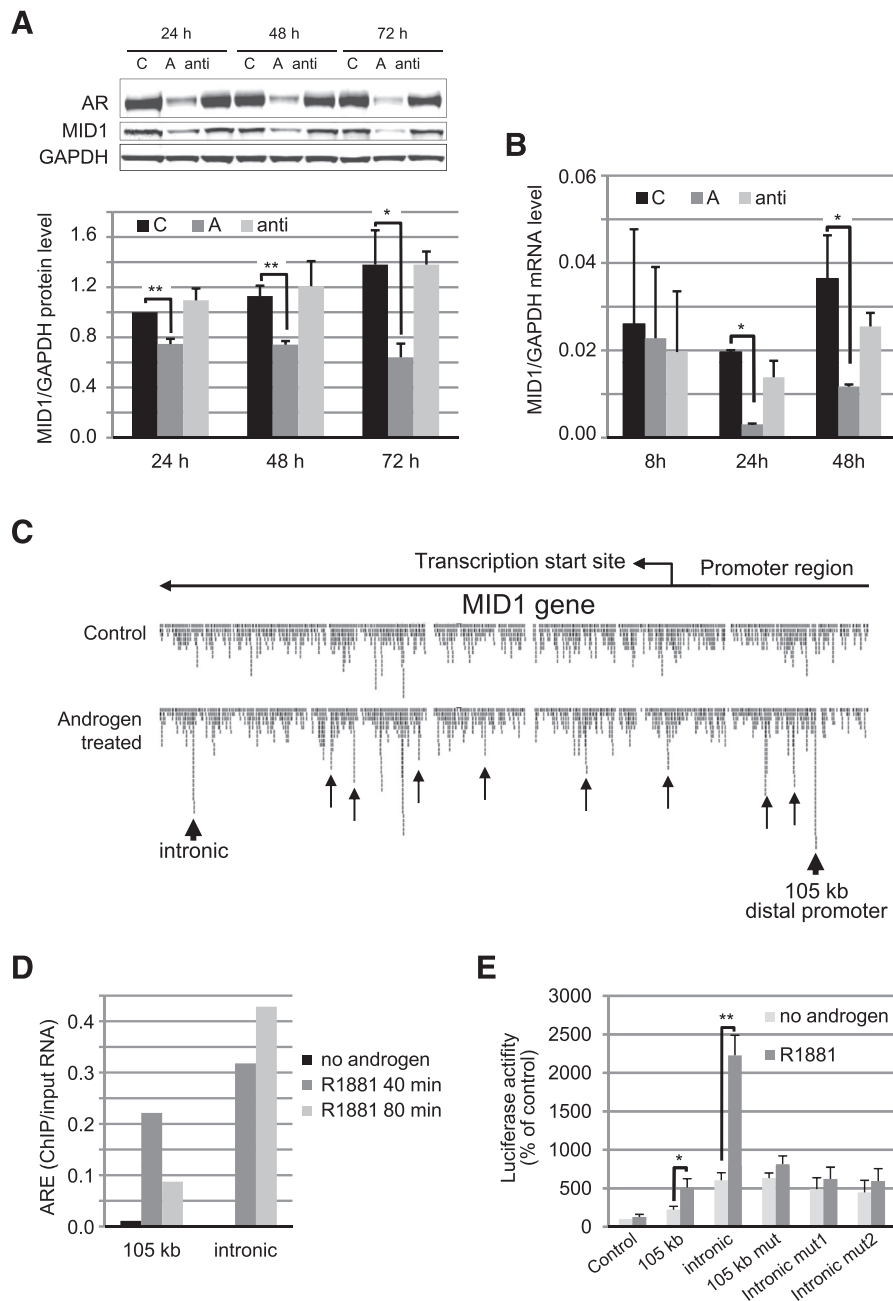 A
24 h 48 h 72 h
C A anti C A anti C A anti
AR
MID1
GAPDH
MID1/GAPDH protein level
1.6
1.2
0.8
0.4
0.0
C A anti
** ** *
24 h 48 h 72 h
B
MID1/GAPDH mRNA level
0.06
0.04
0.02
0.00
C A anti
* *
8h 24h 48h
C
Transcription start site
Promoter region
MID1 gene
Control
Androgen
treated
intronic
105 kb
distal promoter
D
ARE (ChIP/input RNA)
0.4
0.3
0.2
0.1
0.0
no androgen
R1881 40 min
R1881 80 min
105 kb intronic
E
Luciferase actifity
(% of control)
3000
2500
2000
1000
500
0
no androgen
R1881
* **
Control
105 kb
intronic
105 kb mut
Intronic mut1
Intronic mut2